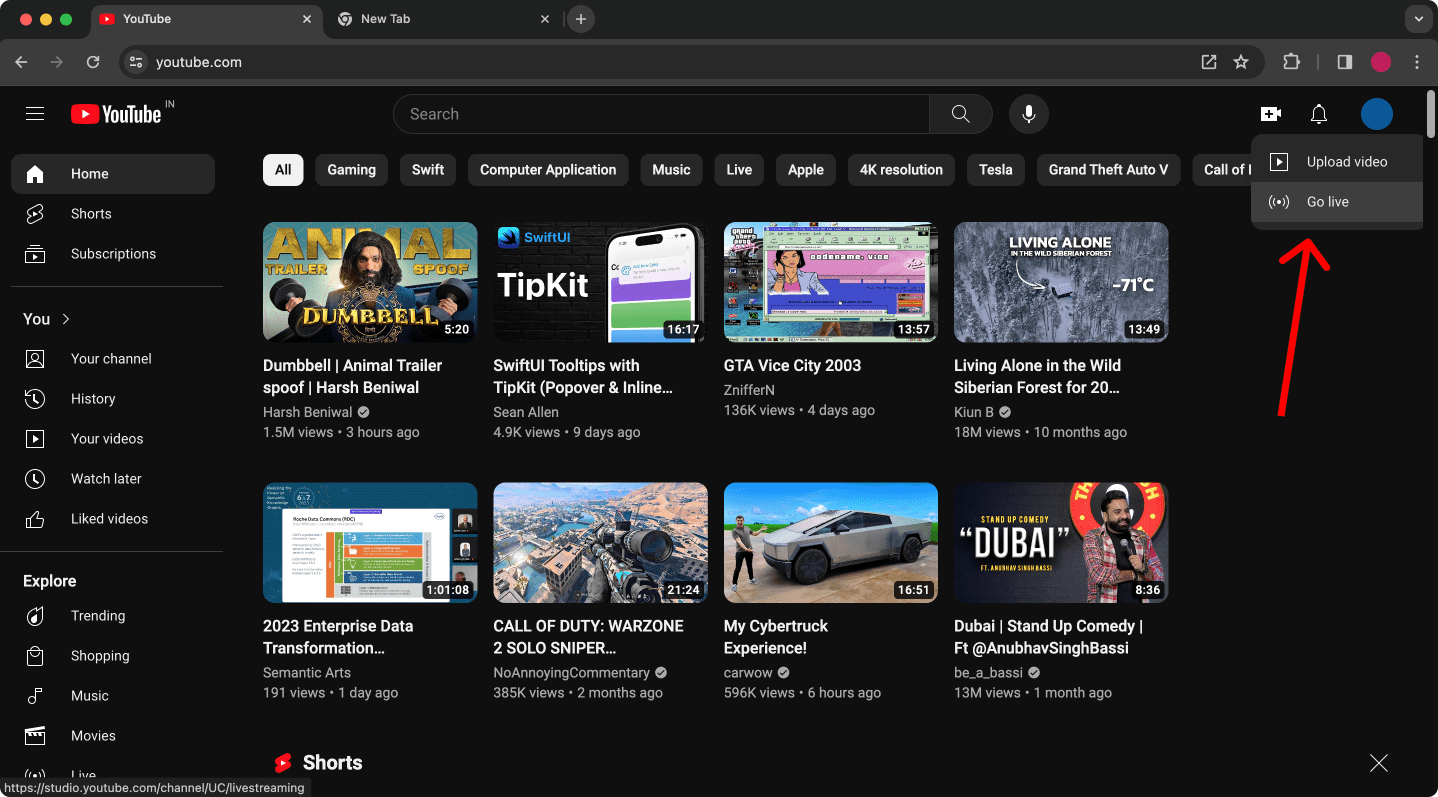 YouTube
New Tab
youtube.com
YouTube IN
Search
Upload video
Go live
Home
Shorts
Subscriptions
You
Your channel
History
Your videos
Watch later
Liked videos
Explore
Trending
Shopping
Music
Movies
Live
All
Gaming
Swift
Computer Application
Music
Live
Apple
4K resolution
Tesla
Grand Theft Auto V
Call of
ANIMAL
TRAILER SPOOF
DUMBBELL
5:20
SwiftUI
TipKit
16:17
13:57
LIVING ALONE
IN THE WILD SIBERIAN FOREST
-71°C
13:49
Dumbbell | Animal Trailer
spoof | Harsh Beniwal
Harsh Beniwal
1.5M views • 3 hours ago
SwiftUI Tooltips with
TipKit (Popover & Inline…
Sean Allen
4.9K views • 9 days ago
GTA Vice City 2003
ZnifferN
136K views • 4 days ago
Living Alone in the Wild
Siberian Forest for 20…
Kiun B
18M views • 10 months ago
Roche Data Commons (RDC)
1:01:08
21:24
16:51
STAND UP COMEDY
“DUBAI”
FT. ANUBHAV SINGH BASSI
8:36
2023 Enterprise Data
Transformation…
Semantic Arts
191 views • 1 day ago
CALL OF DUTY: WARZONE
2 SOLO SNIPER…
NoAnnoyingCommentary
385K views • 2 months ago
My Cybertruck
Experience!
carwow
596K views • 6 hours ago
Dubai | Stand Up Comedy |
Ft @AnubhavSinghBassi
be_a_bassi
13M views • 1 month ago
Shorts
https://studio.youtube.com/channel/UC/livestreaming